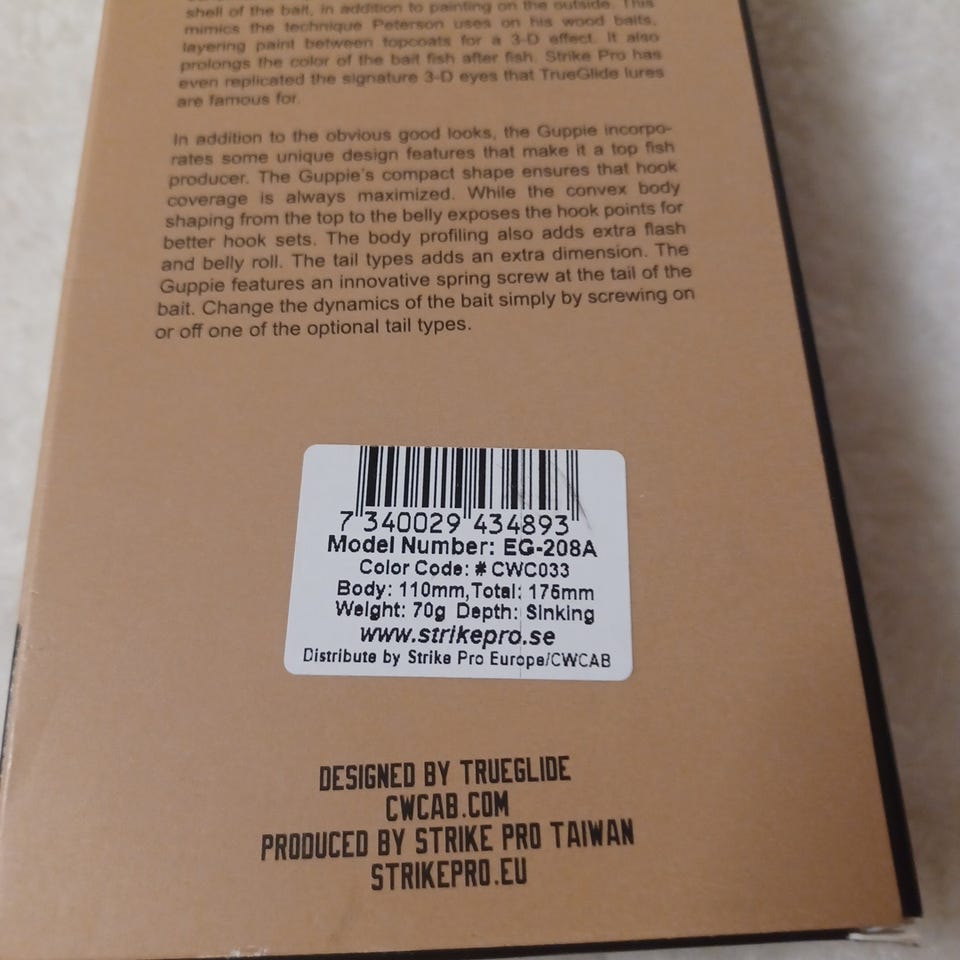 shell of the bait, in addition to painting on the outside. This
mimics the technique Peterson uses on his wood baits,
layering paint between topcoats for a 3-D effect. It also
prolongs the color of the bait fish after fish. Strike Pro has
even replicated the signature 3-D eyes that TrueGlide lures
are famous for.
In addition to the obvious good looks, the Guppie incorpo-
rates some unique design features that make it a top fish
producer. The Guppie's compact shape ensures that hook
coverage is always maximized. While the convex body
shaping from the top to the belly exposes the hook points for
better hook sets. The body profiling also adds extra flash
and belly roll. The tail types adds an extra dimension. The
Guppie features an innovative spring screw at the tail of the
bait. Change the dynamics of the bait simply by screwing on
or off one of the optional tail types.
7 340029 434893
Model Number: EG-208A
Color Code: # CWC033
Body: 110mm,Total: 175mm
Weight: 70g Depth: Sinking
www.strikepro.se
Distribute by Strike Pro Europe/CWCAB
DESIGNED BY TRUEGLIDE
CWCAB.COM
PRODUCED BY STRIKE PRO TAIWAN
STRIKEPRO.EU